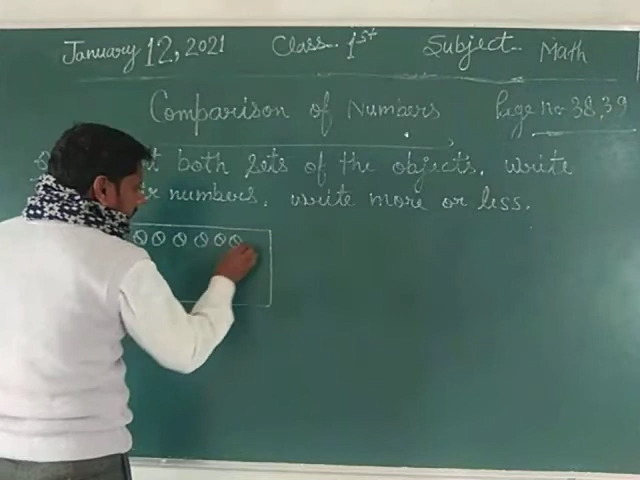 January 12, 2021 Class - 1st Subject - Math
Comparison of Numbers Page no - 38, 39
both sets of the objects. write
numbers. write more or less.